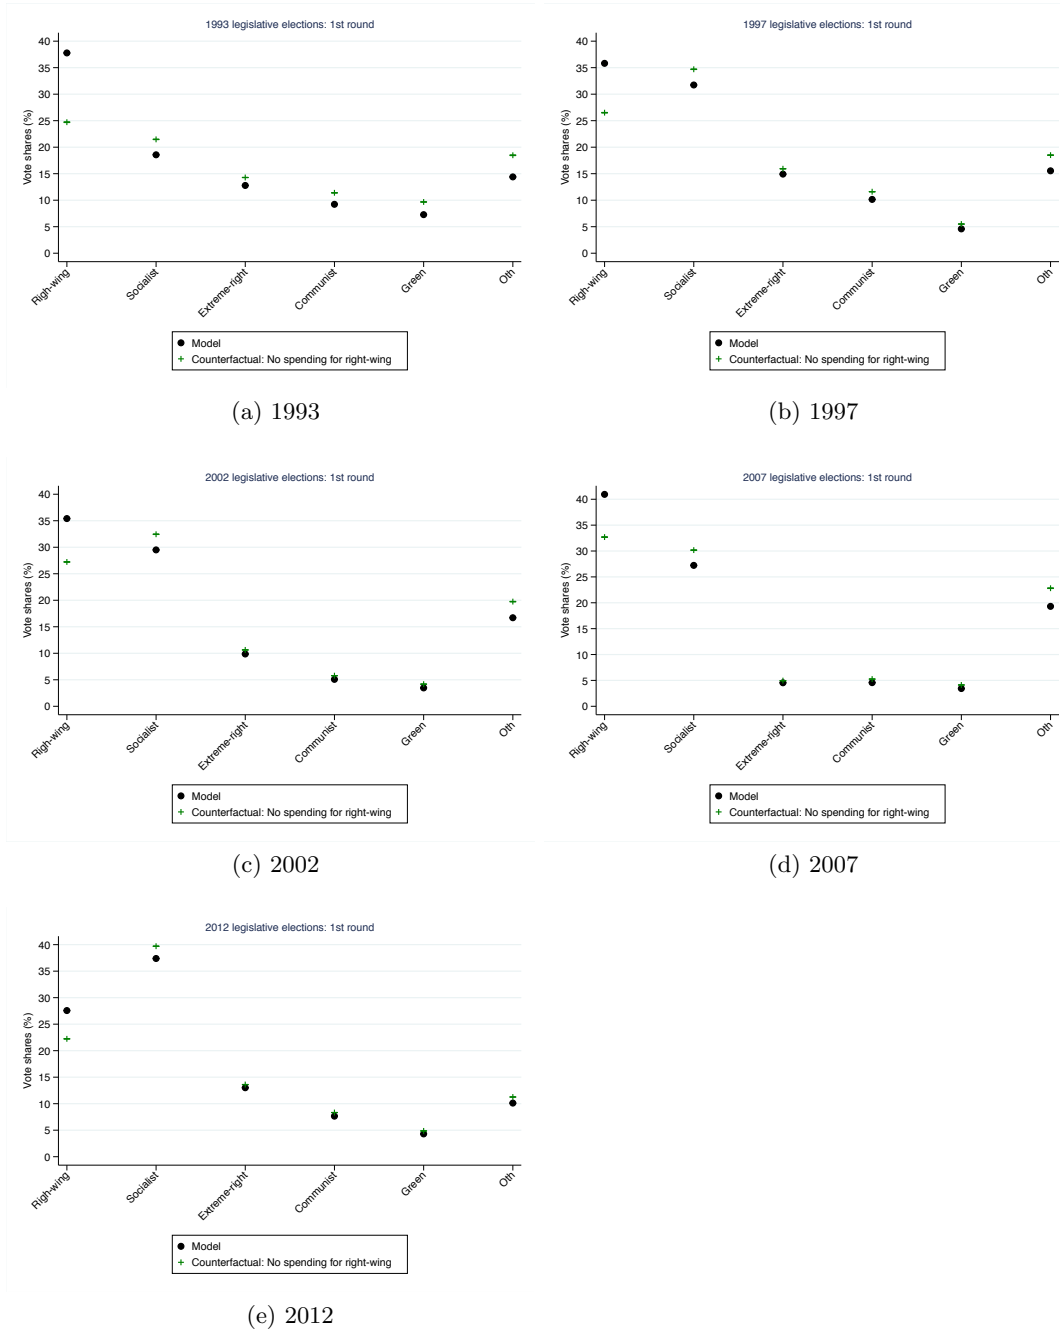 1993 legislative elections: 1st round
Vote shares (%)
40
35
30
25
20
15
10
5
0
Righ-wing
Socialist
Extreme-right
Communist
Green
Oth
Model
Counterfactual: No spending for right-wing
(a) 1993
1997 legislative elections: 1st round
Vote shares (%)
40
35
30
25
20
15
10
5
0
Righ-wing
Socialist
Extreme-right
Communist
Green
Oth
Model
Counterfactual: No spending for right-wing
(b) 1997
2002 legislative elections: 1st round
Vote shares (%)
40
35
30
25
20
15
10
5
0
Righ-wing
Socialist
Extreme-right
Communist
Green
Oth
Model
Counterfactual: No spending for right-wing
(c) 2002
2007 legislative elections: 1st round
Vote shares (%)
40
35
30
25
20
15
10
5
0
Righ-wing
Socialist
Extreme-right
Communist
Green
Oth
Model
Counterfactual: No spending for right-wing
(d) 2007
2012 legislative elections: 1st round
Vote shares (%)
40
35
30
25
20
15
10
5
0
Righ-wing
Socialist
Extreme-right
Communist
Green
Oth
Model
Counterfactual: No spending for right-wing
(e) 2012